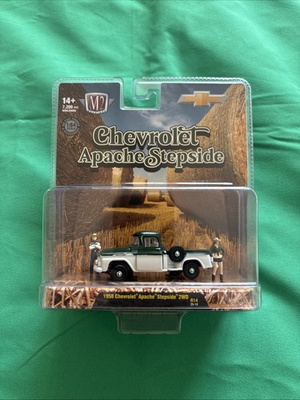 14+
M2
Chevrolet
Apache Stepside
1958 Chevrolet Apache Stepside 2WD